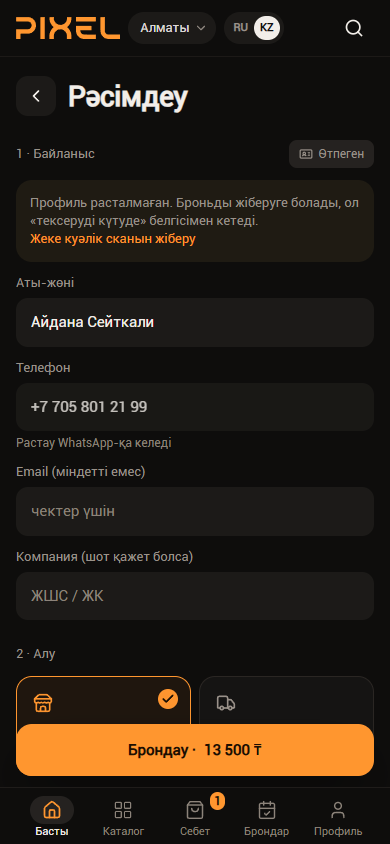 PIXEL
Алматы
RU
KZ
Рәсімдеу
1 · Байланыс
Өтпеген
Профиль расталмаған. Броньды жіберуге болады, ол
«тексеруді күтуде» белгісімен кетеді.
Жеке куәлік сканын жіберу
Аты-жөні
Айдана Сейткали
Телефон
+7 705 801 21 99
Растау WhatsApp-қа келеді
Email (міндетті емес)
чектер үшін
Компания (шот қажет болса)
ЖШС / ЖК
2 · Алу
Брондау · 13 500 ₸
1
Басты
Каталог
Себет
Брондар
Профиль